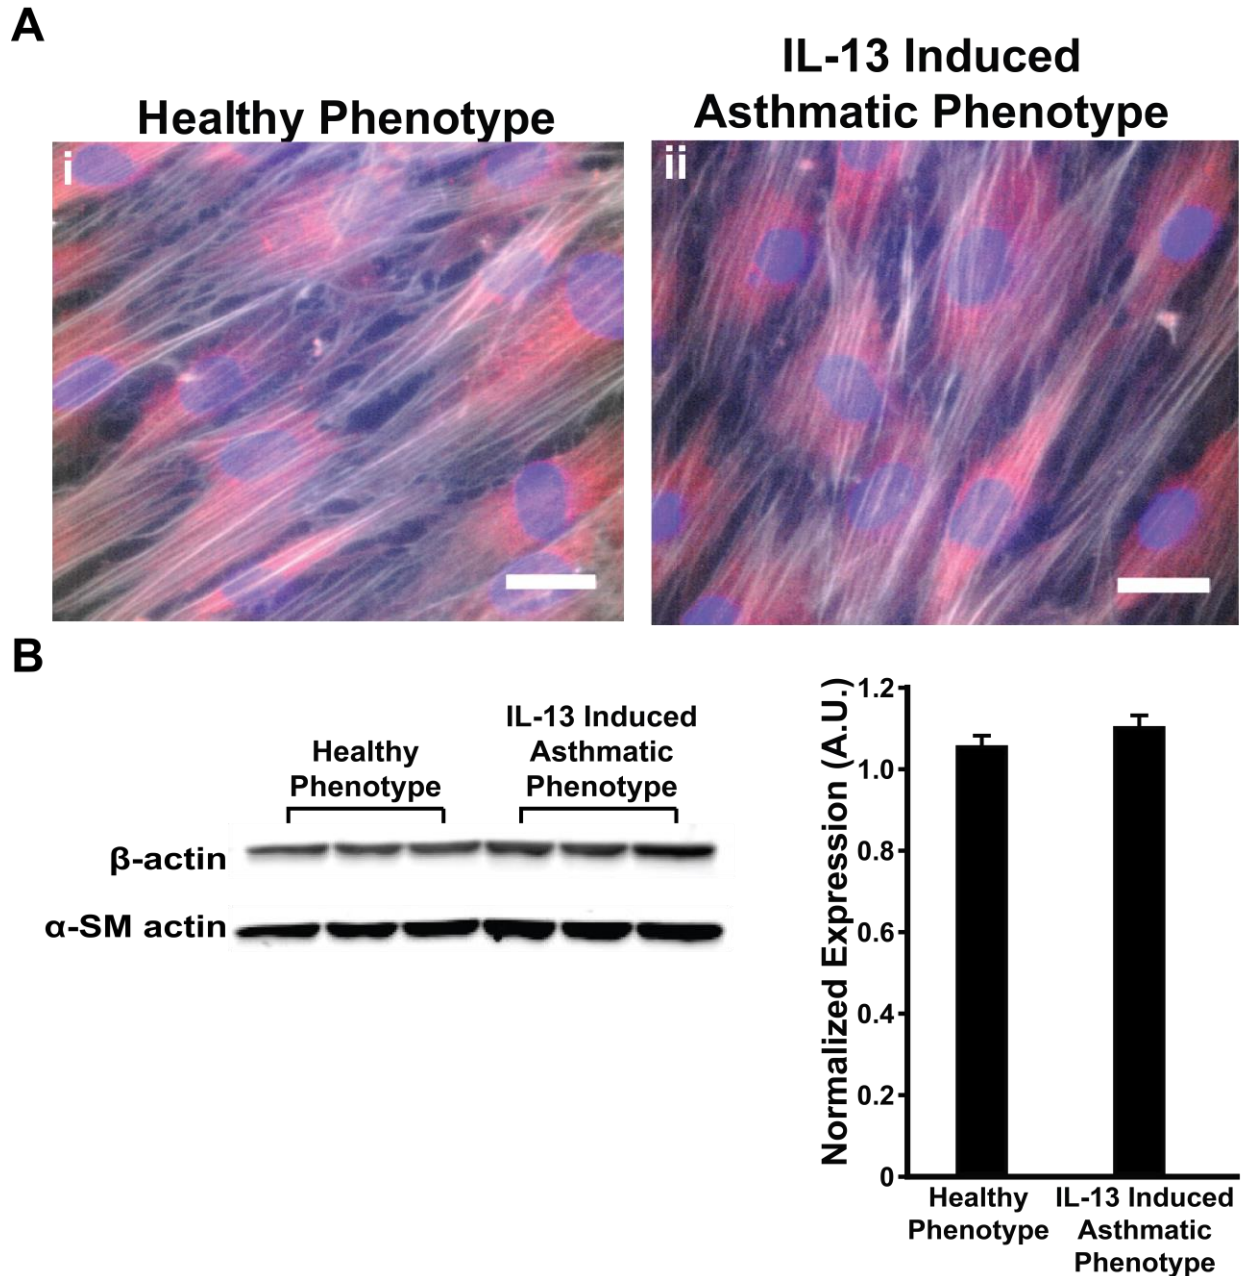 A
Healthy Phenotype
IL-13 Induced
Asthmatic Phenotype
i
ii
B
Healthy
Phenotype
IL-13 Induced
Asthmatic
Phenotype
β-actin
α-SM actin
Normalized Expression (A.U.)
1.2
1.0
0.8
0.6
0.4
0.2
0
Healthy
Phenotype
IL-13 Induced
Asthmatic
Phenotype